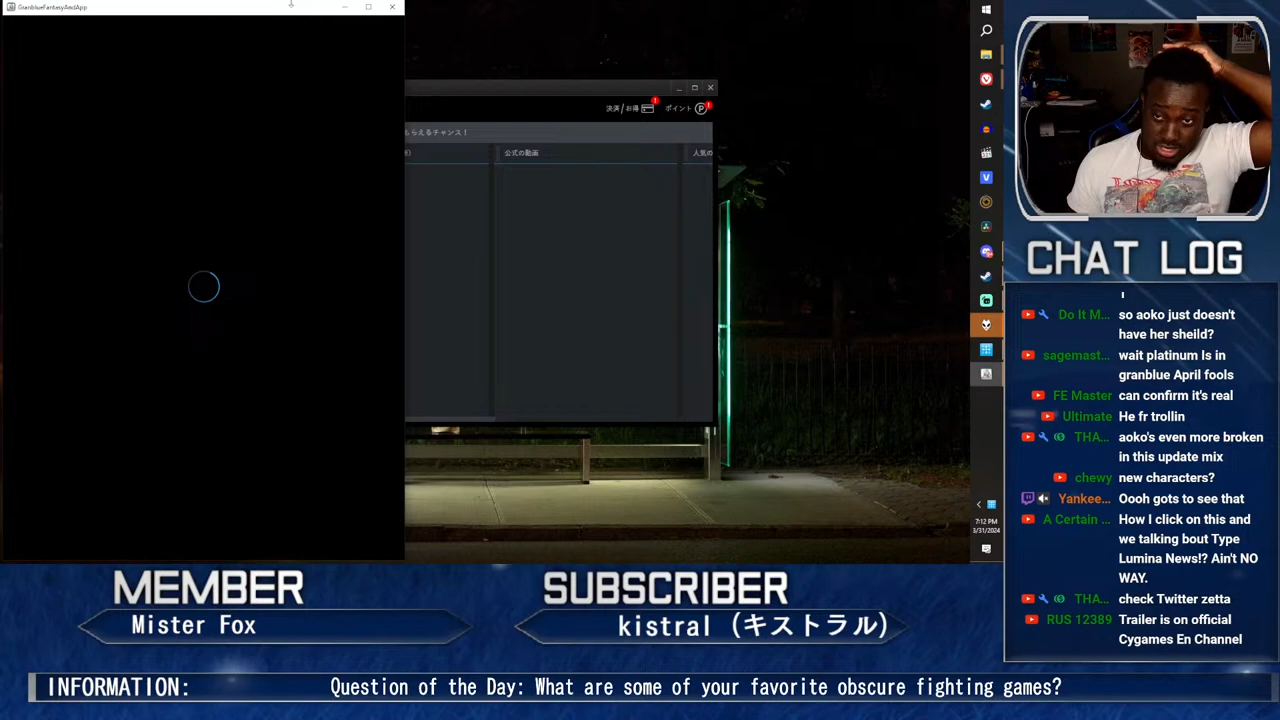 GranblueFantasyAndApp
決済/お得
ポイント P
もらえるチャンス！
公式の動画
人気の
7:12 PM
3/31/2024
CHAT LOG
Do It M... so aoko just doesn't
have her sheild?
sagemast... wait platinum Is in
granblue April fools
FE Master can confirm it's real
Ultimate He fr trollin
THA... aoko's even more broken
in this update mix
chewy new characters?
Yankee... Oooh gots to see that
A Certain ... How I click on this and
we talking bout Type
Lumina News!? Ain't NO
WAY.
THA... check Twitter zetta
RUS 12389 Trailer is on official
Cygames En Channel
MEMBER
Mister Fox
SUBSCRIBER
kistral (キストラル)
INFORMATION: Question of the Day: What are some of your favorite obscure fighting games?